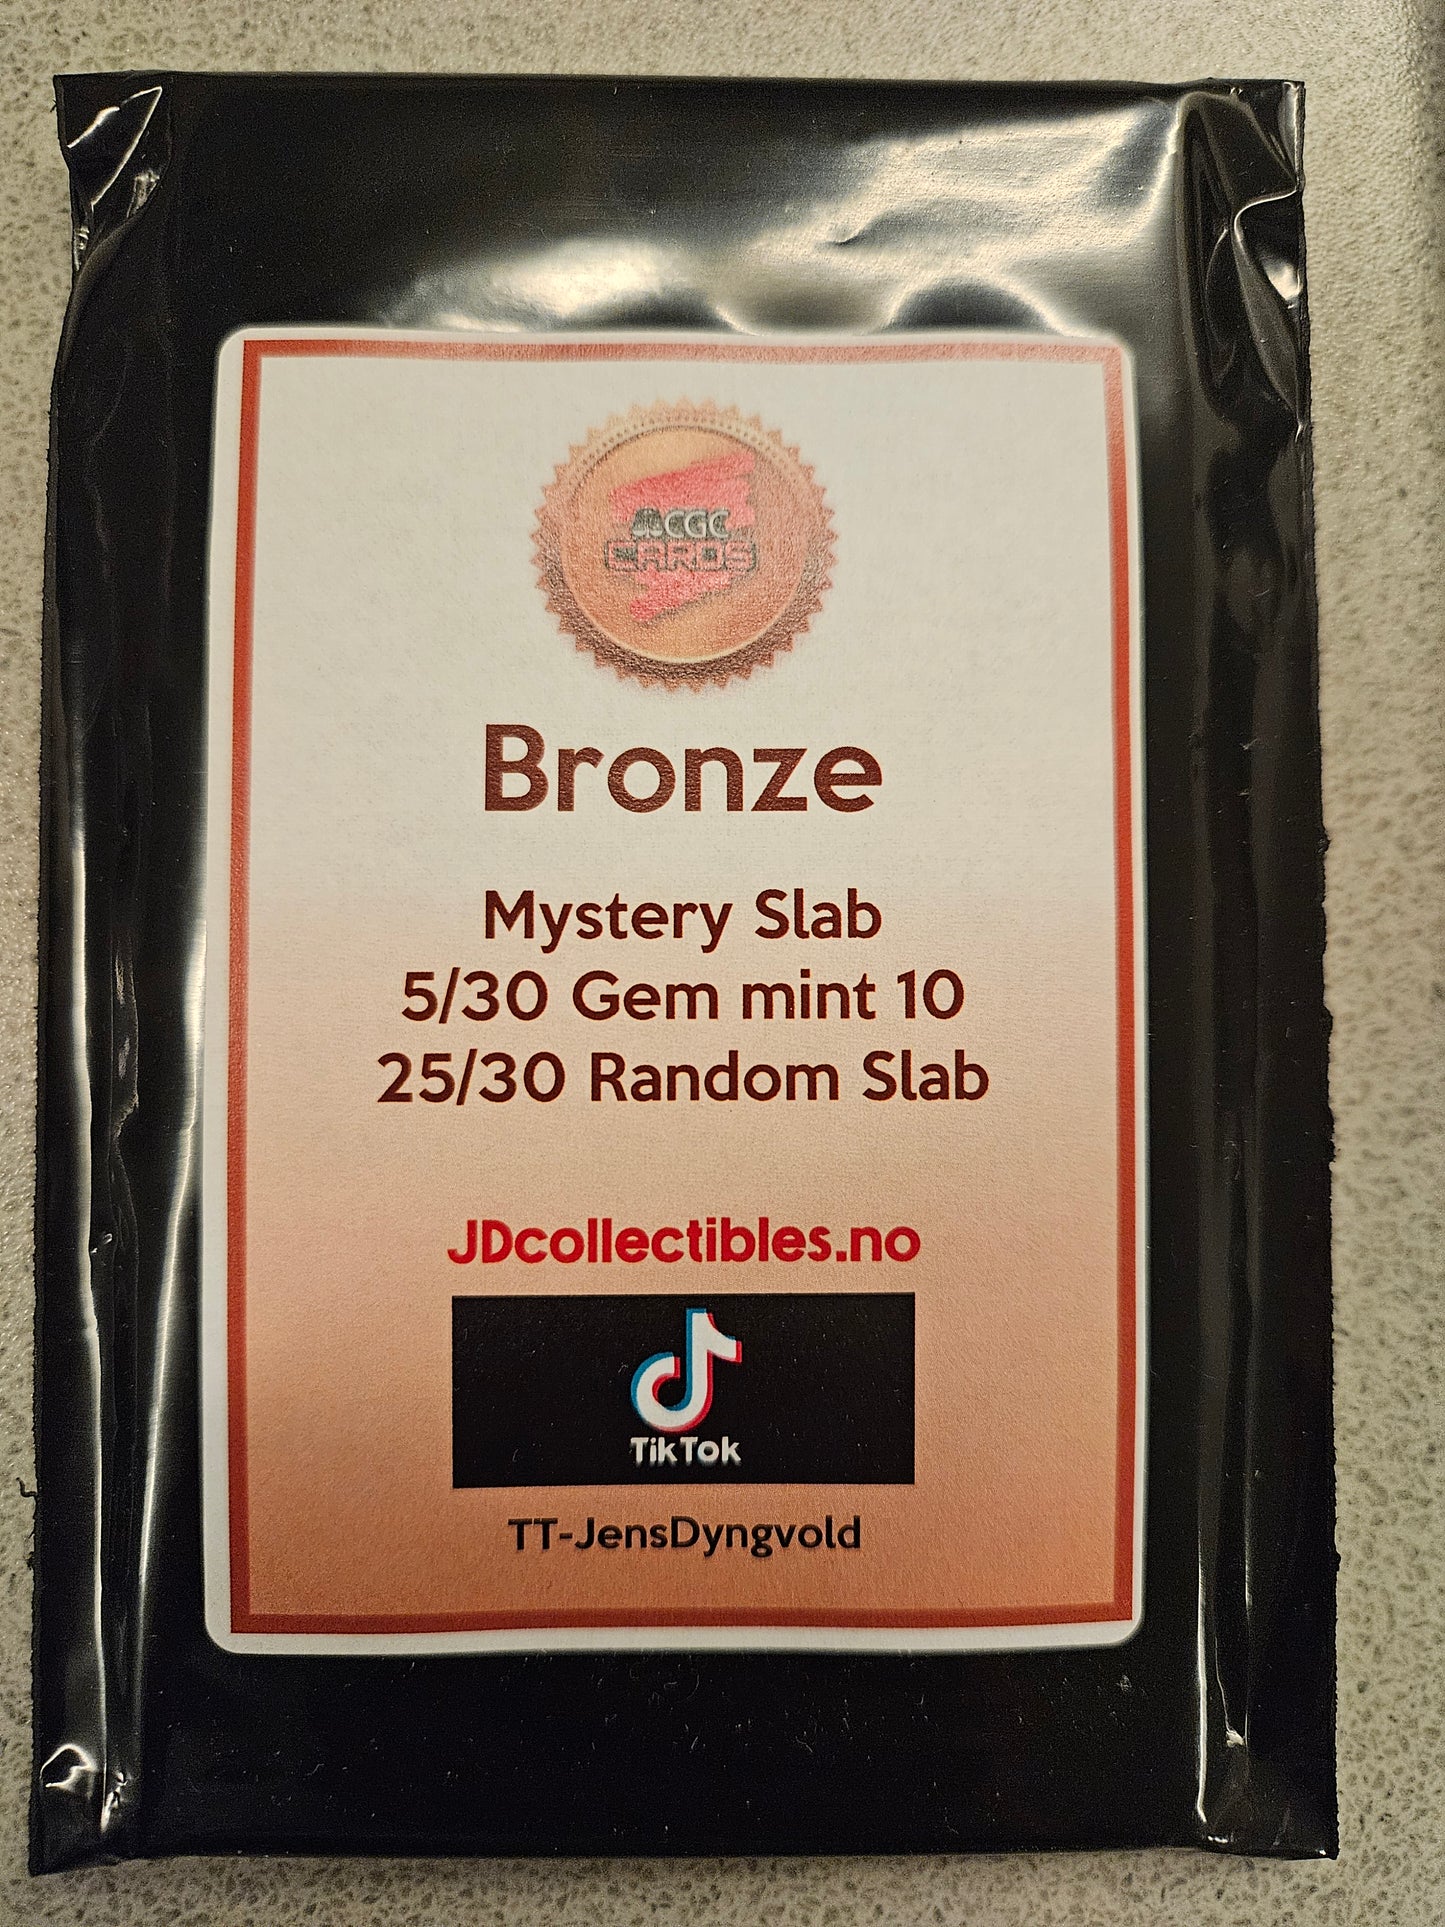 CGC
CARDS
Bronze
Mystery Slab
5/30 Gem mint 10
25/30 Random Slab
JDcollectibles.no
TikTok
TT-JensDyngvold